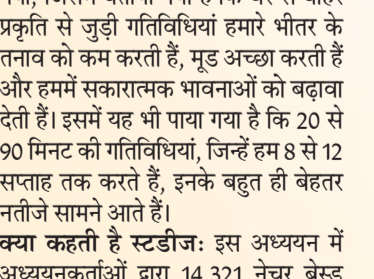 प्रकृति से जुड़ी गतिविधियां हमारे भीतर के
तनाव को कम करती हैं, मूड अच्छा करती हैं
और हममें सकारात्मक भावनाओं को बढ़ावा
देती हैं। इसमें यह भी पाया गया है कि 20 से
90 मिनट की गतिविधियां, जिन्हें हम 8 से 12
सप्ताह तक करते हैं, इनके बहुत ही बेहतर
नतीजे सामने आते हैं।
क्या कहती है स्टडीज: इस अध्ययन में
अध्ययनकर्ताओं द्वारा 14,321 नेचर बेस्ड